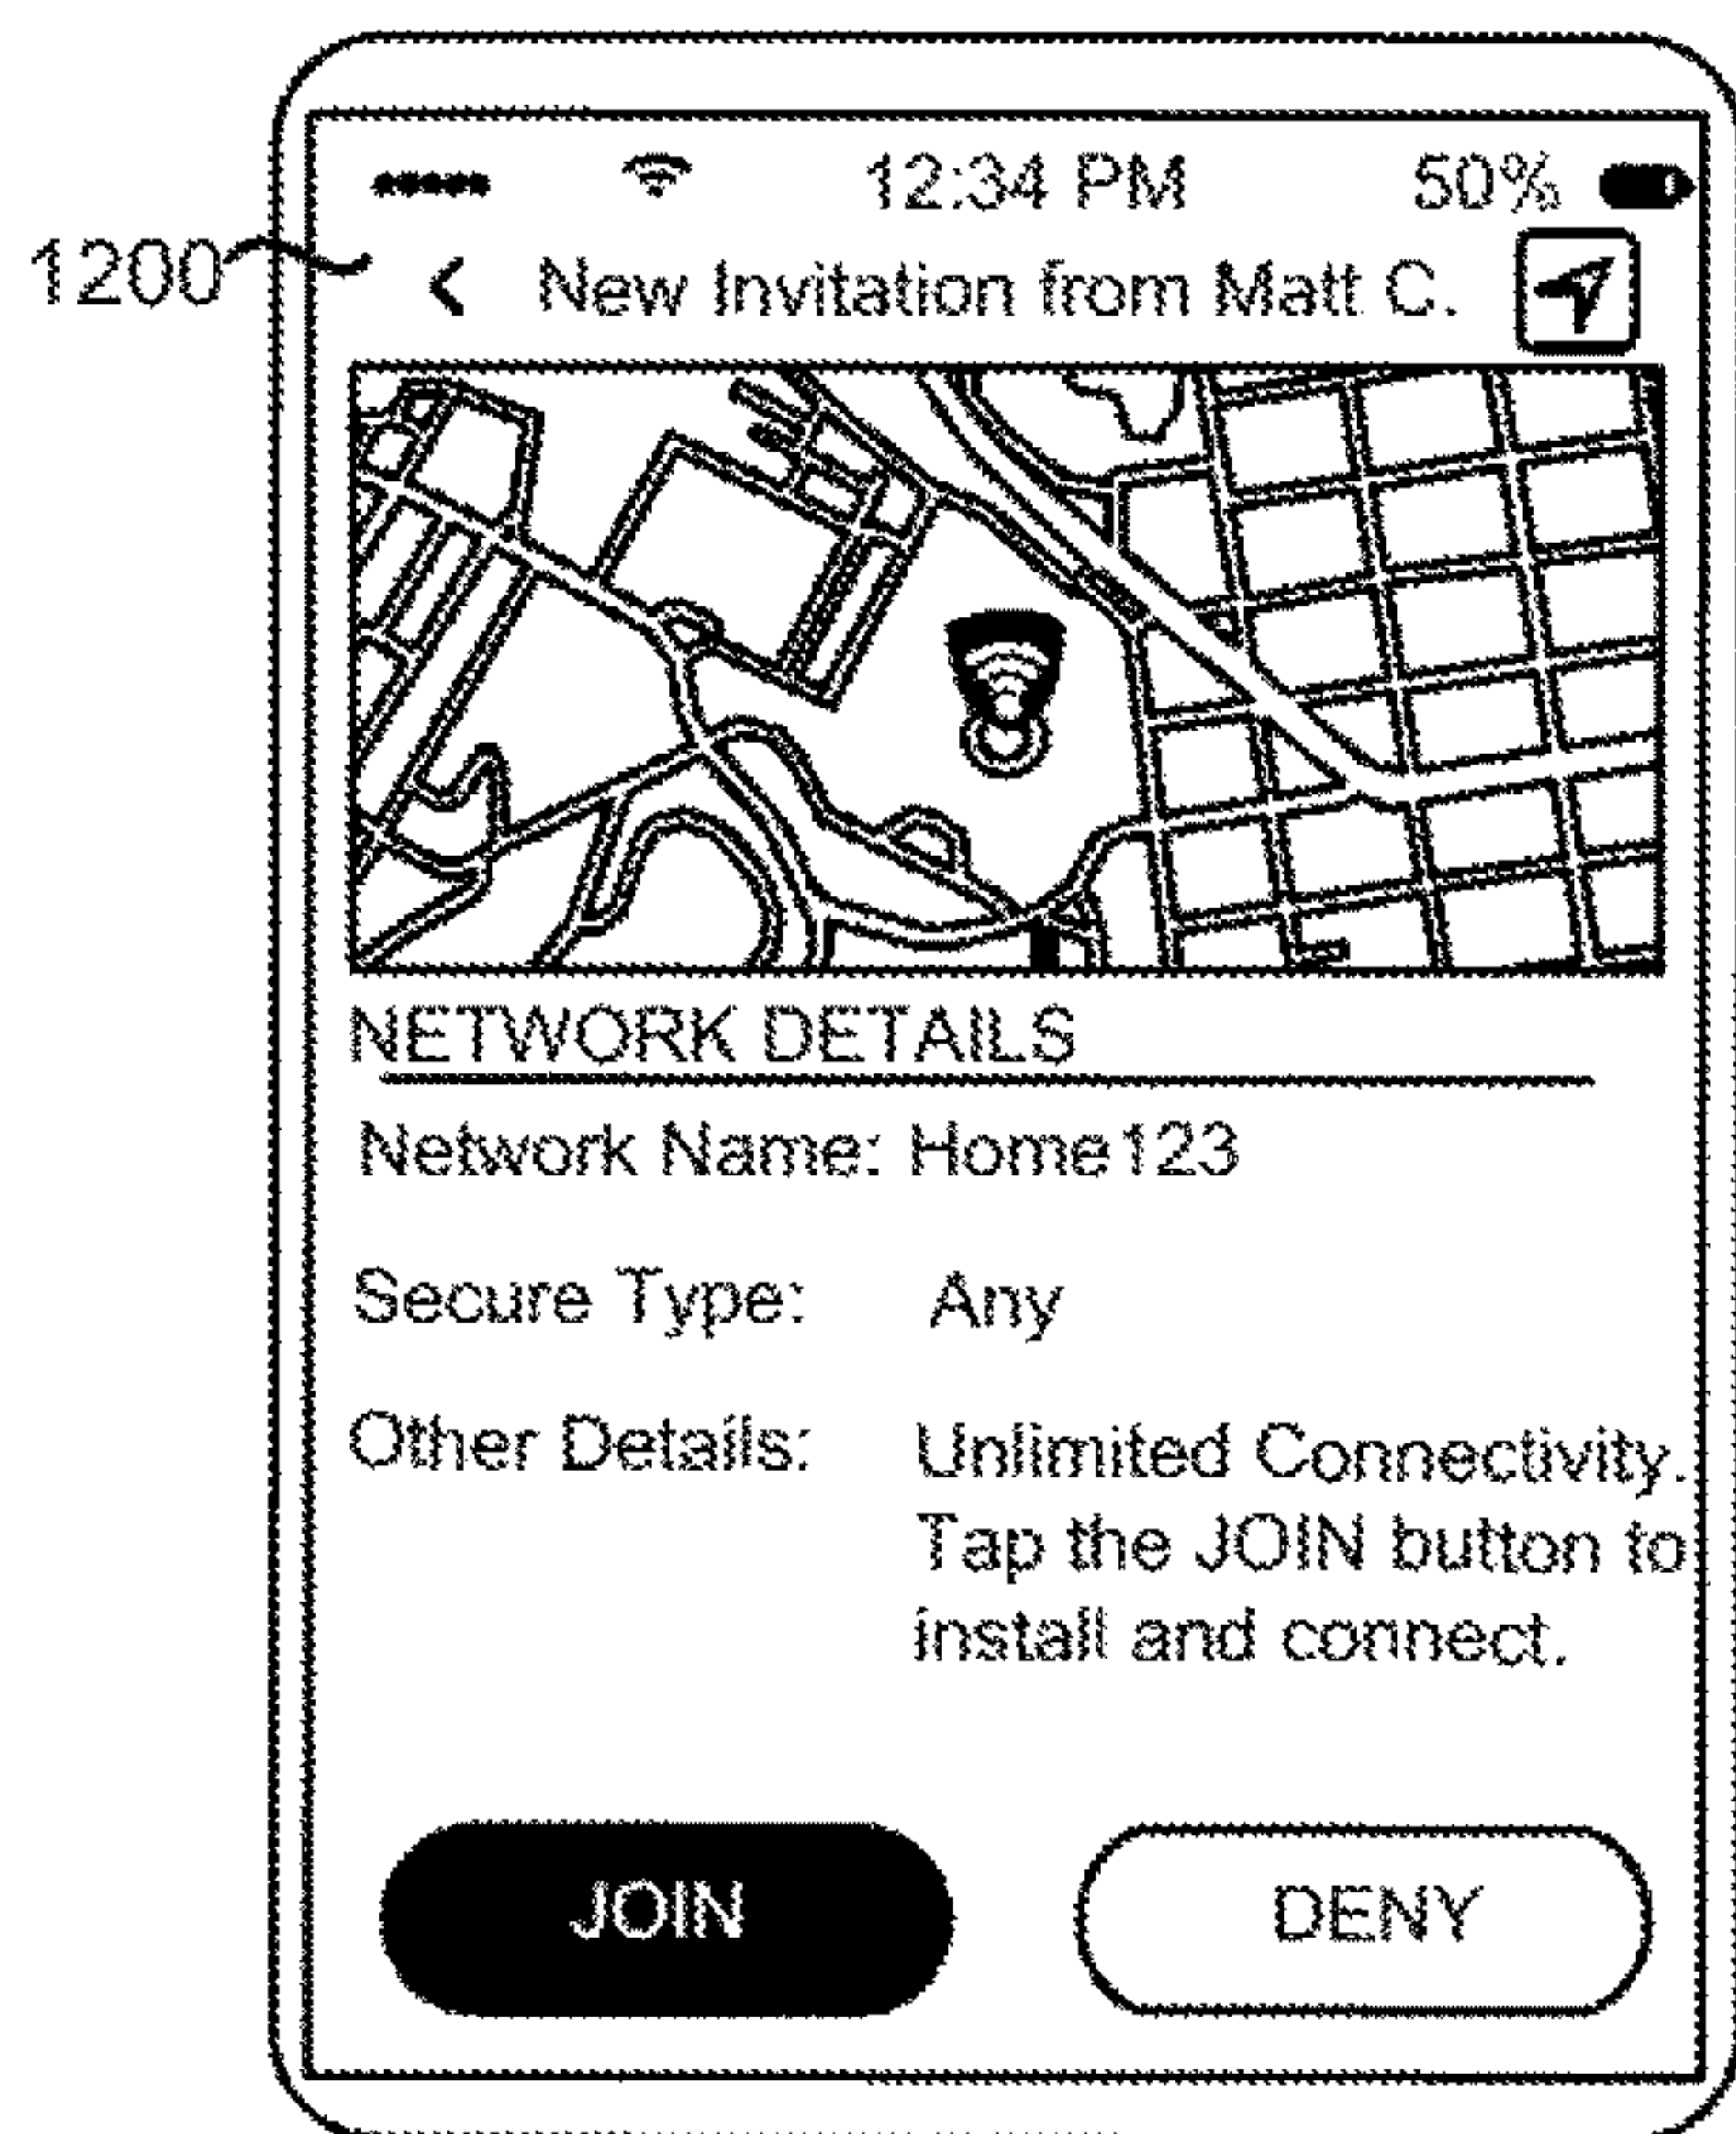 12:34 PM 50%
1200
< New Invitation from Matt C.
NETWORK DETAILS
Network Name: Home123
Secure Type: Any
Other Details: Unlimited Connectivity.
Tap the JOIN button to
install and connect.
JOIN DENY